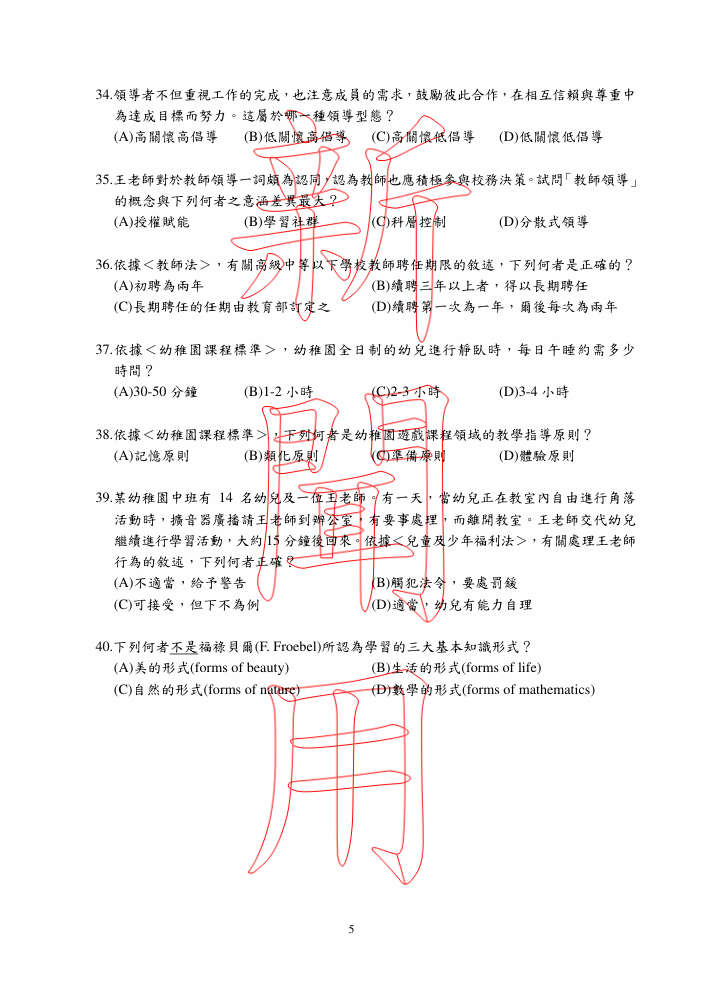 34.領導者不但重視工作的完成，也注意成員的需求，鼓勵彼此合作，在相互信賴與尊重中
為達成目標而努力。這屬於哪一種領導型態？
(A)高關懷高倡導 (B)低關懷高倡導 (C)高關懷低倡導 (D)低關懷低倡導
35.王老師對於教師領導一詞頗為認同，認為教師也應積極參與校務決策。試問「教師領導」
的概念與下列何者之意涵差異最大？
(A)授權賦能 (B)學習社群 (C)科層控制 (D)分散式領導
36.依據＜教師法＞，有關高級中等以下學校教師聘任期限的敘述，下列何者是正確的？
(A)初聘為兩年 (B)續聘三年以上者，得以長期聘任
(C)長期聘任的任期由教育部訂定之 (D)續聘第一次為一年，爾後每次為兩年
37.依據＜幼稚園課程標準＞，幼稚園全日制的幼兒進行靜臥時，每日午睡約需多少
時間？
(A)30-50 分鐘 (B)1-2 小時 (C)2-3 小時 (D)3-4 小時
38.依據＜幼稚園課程標準＞，下列何者是幼稚園遊戲課程領域的教學指導原則？
(A)記憶原則 (B)類化原則 (C)準備原則 (D)體驗原則
39.某幼稚園中班有 14 名幼兒及一位王老師。有一天，當幼兒正在教室內自由進行角落
活動時，擴音器廣播請王老師到辦公室，有要事處理，而離開教室。王老師交代幼兒
繼續進行學習活動，大約 15 分鐘後回來。依據＜兒童及少年福利法＞，有關處理王老師
行為的敘述，下列何者正確？
(A)不適當，給予警告 (B)觸犯法令，要處罰鍰
(C)可接受，但下不為例 (D)適當，幼兒有能力自理
40.下列何者不是福祿貝爾(F. Froebel)所認為學習的三大基本知識形式？
(A)美的形式(forms of beauty) (B)生活的形式(forms of life)
(C)自然的形式(forms of nature) (D)數學的形式(forms of mathematics)
新
聞
用
5